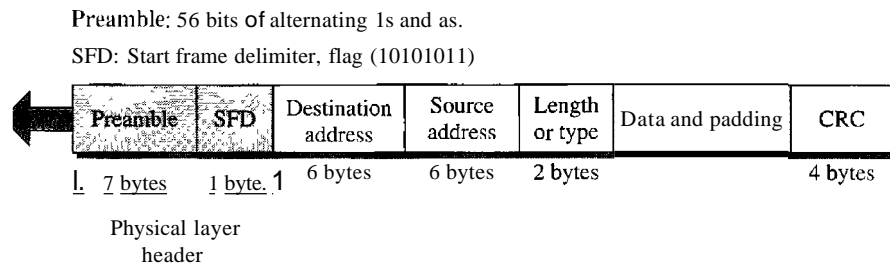 Preamble: 56 bits of alternating 1s and as.
SFD: Start frame delimiter, flag (10101011)
Preamble SFD Destination address Source address Length or type Data and padding CRC
I. 7 bytes 1 byte. 1 6 bytes 6 bytes 2 bytes 4 bytes
Physical layer
header